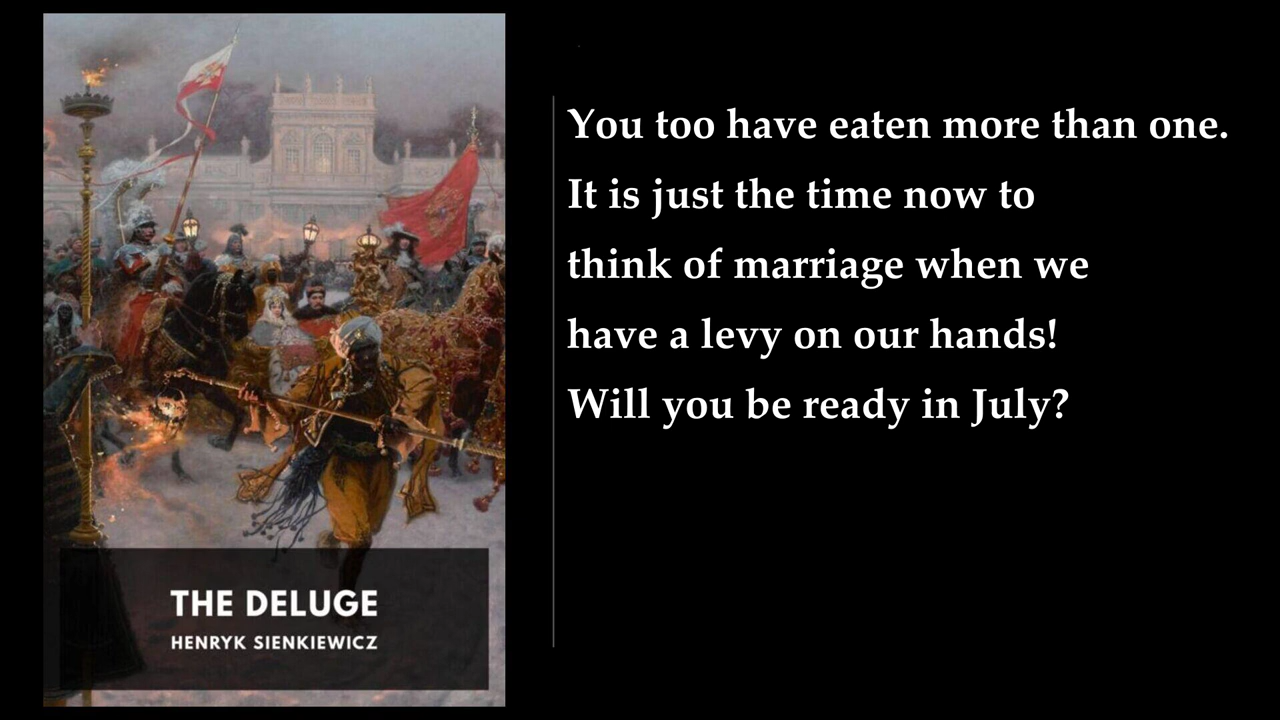 You too have eaten more than one.
It is just the time now to
think of marriage when we
have a levy on our hands!
Will you be ready in July?
THE DELUGE
HENRYK SIENKIEWICZ